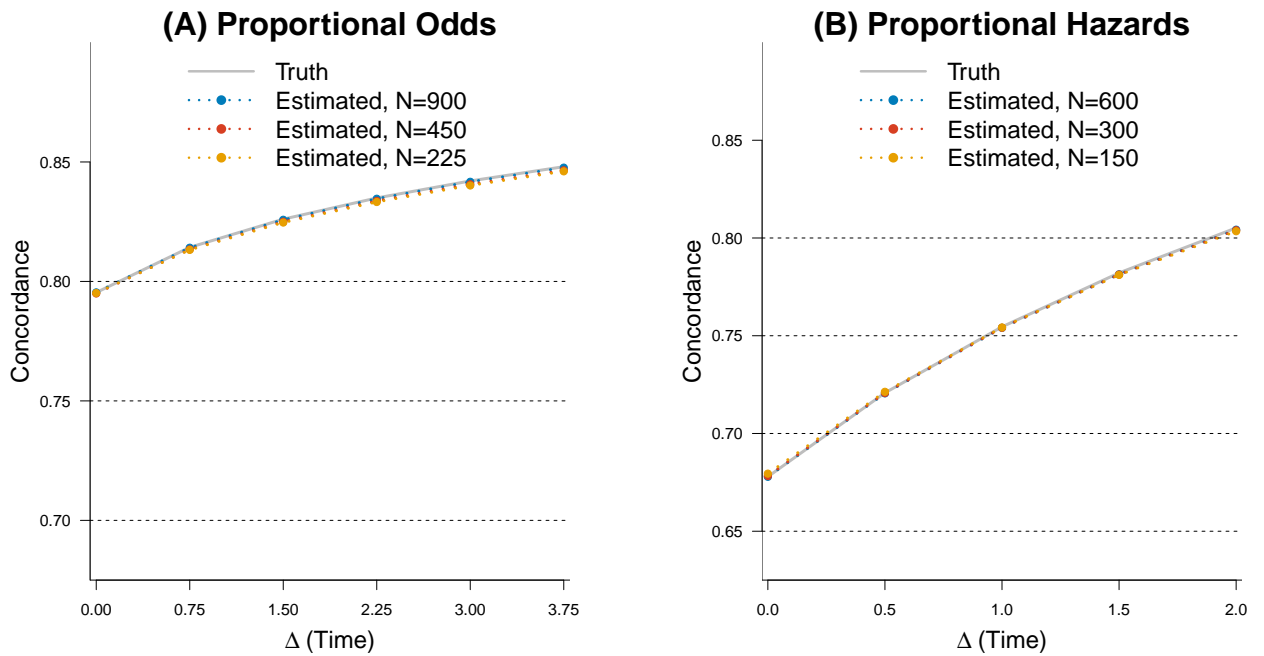 (A) Proportional Odds
Truth
Estimated, N=900
Estimated, N=450
Estimated, N=225
Concordance
0.85
0.80
0.75
0.70
0.00 0.75 1.50 2.25 3.00 3.75
Δ (Time)
(B) Proportional Hazards
Truth
Estimated, N=600
Estimated, N=300
Estimated, N=150
Concordance
0.85
0.80
0.75
0.70
0.65
0.0 0.5 1.0 1.5 2.0
Δ (Time)